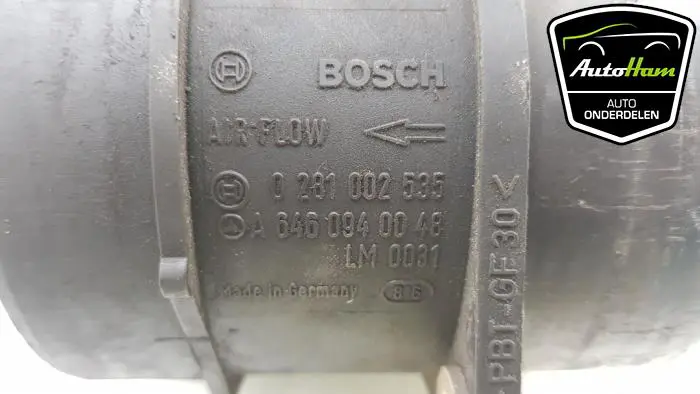 BOSCH
AIR-FLOW
0 281 002 535
A 646 094 00 48
LM 0031
Made in Germany 816
>PBT-GF30<
AutoHam
AUTO
ONDERDELEN